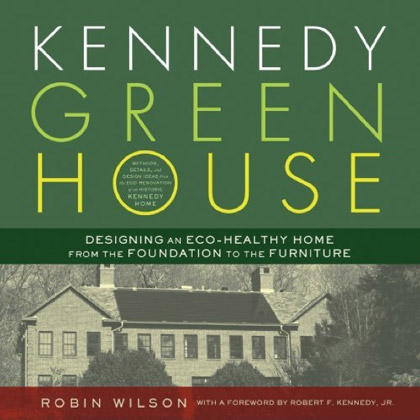 KENNEDY
GREEN
HOUSE
METHODS,
DETAILS, and
DESIGN IDEAS from
the ECO RENOVATION
of an HISTORIC
KENNEDY
HOME
DESIGNING AN ECO-HEALTHY HOME
FROM THE FOUNDATION TO THE FURNITURE
ROBIN WILSON WITH A FOREWORD BY ROBERT F. KENNEDY, JR.